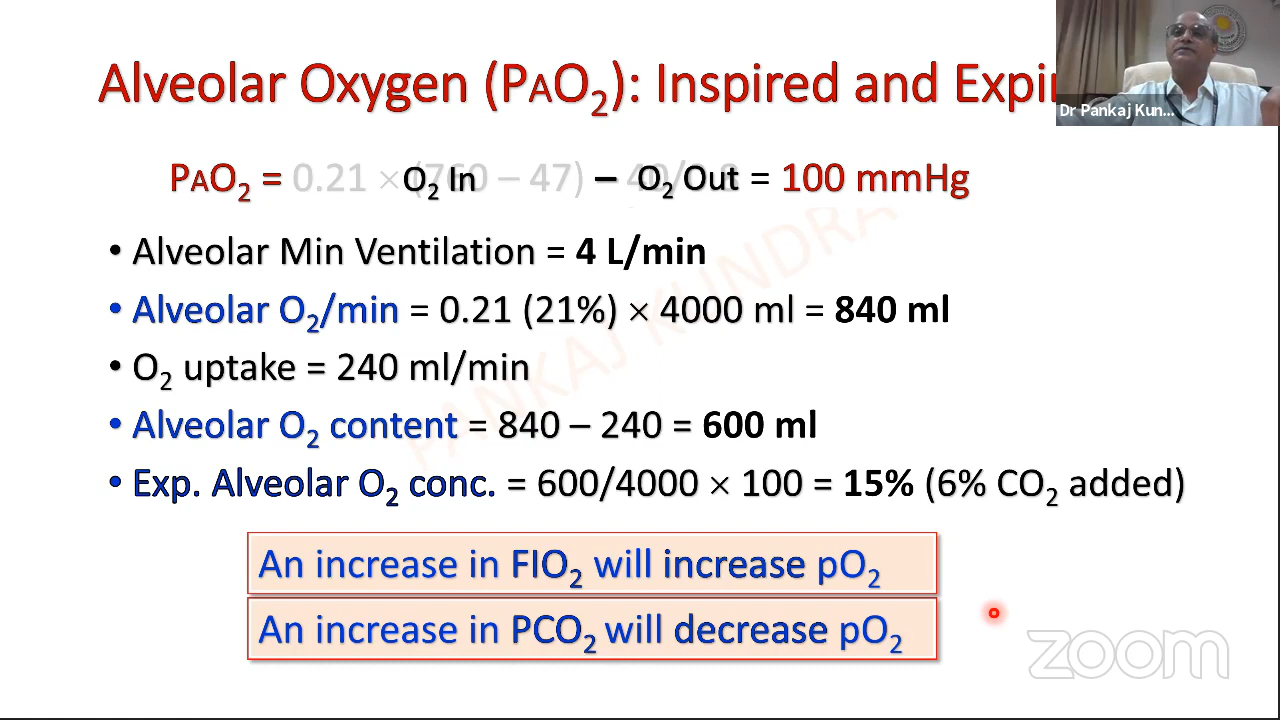 Alveolar Oxygen (PAO₂): Inspired and Expi
Dr Pankaj Kun...
PAO₂ = 0.21 × (760 – 47) – 40/0.8 = 100 mmHg
O₂ In – O₂ Out
• Alveolar Min Ventilation = 4 L/min
• Alveolar O₂/min = 0.21 (21%) × 4000 ml = 840 ml
• O₂ uptake = 240 ml/min
• Alveolar O₂ content = 840 – 240 = 600 ml
• Exp. Alveolar O₂ conc. = 600/4000 × 100 = 15% (6% CO₂ added)
An increase in FIO₂ will increase pO₂
An increase in PCO₂ will decrease pO₂
PANKAJ KUNDRA
zoom